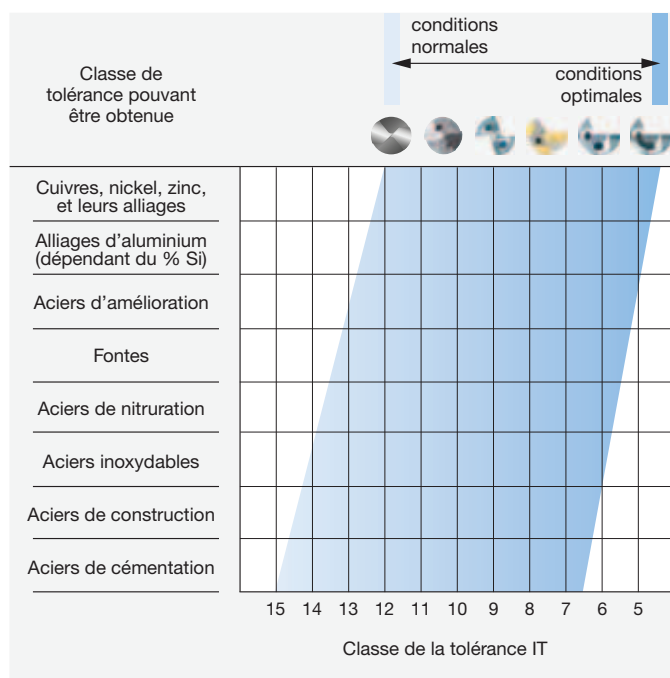 conditions
normales
conditions
optimales
Classe de
tolérance pouvant
être obtenue
Cuivres, nickel, zinc,
et leurs alliages
Alliages d'aluminium
(dépendant du % Si)
Aciers d'amélioration
Fontes
Aciers de nitruration
Aciers inoxydables
Aciers de construction
Aciers de cémentation
15 14 13 12 11 10 9 8 7 6 5
Classe de la tolérance IT